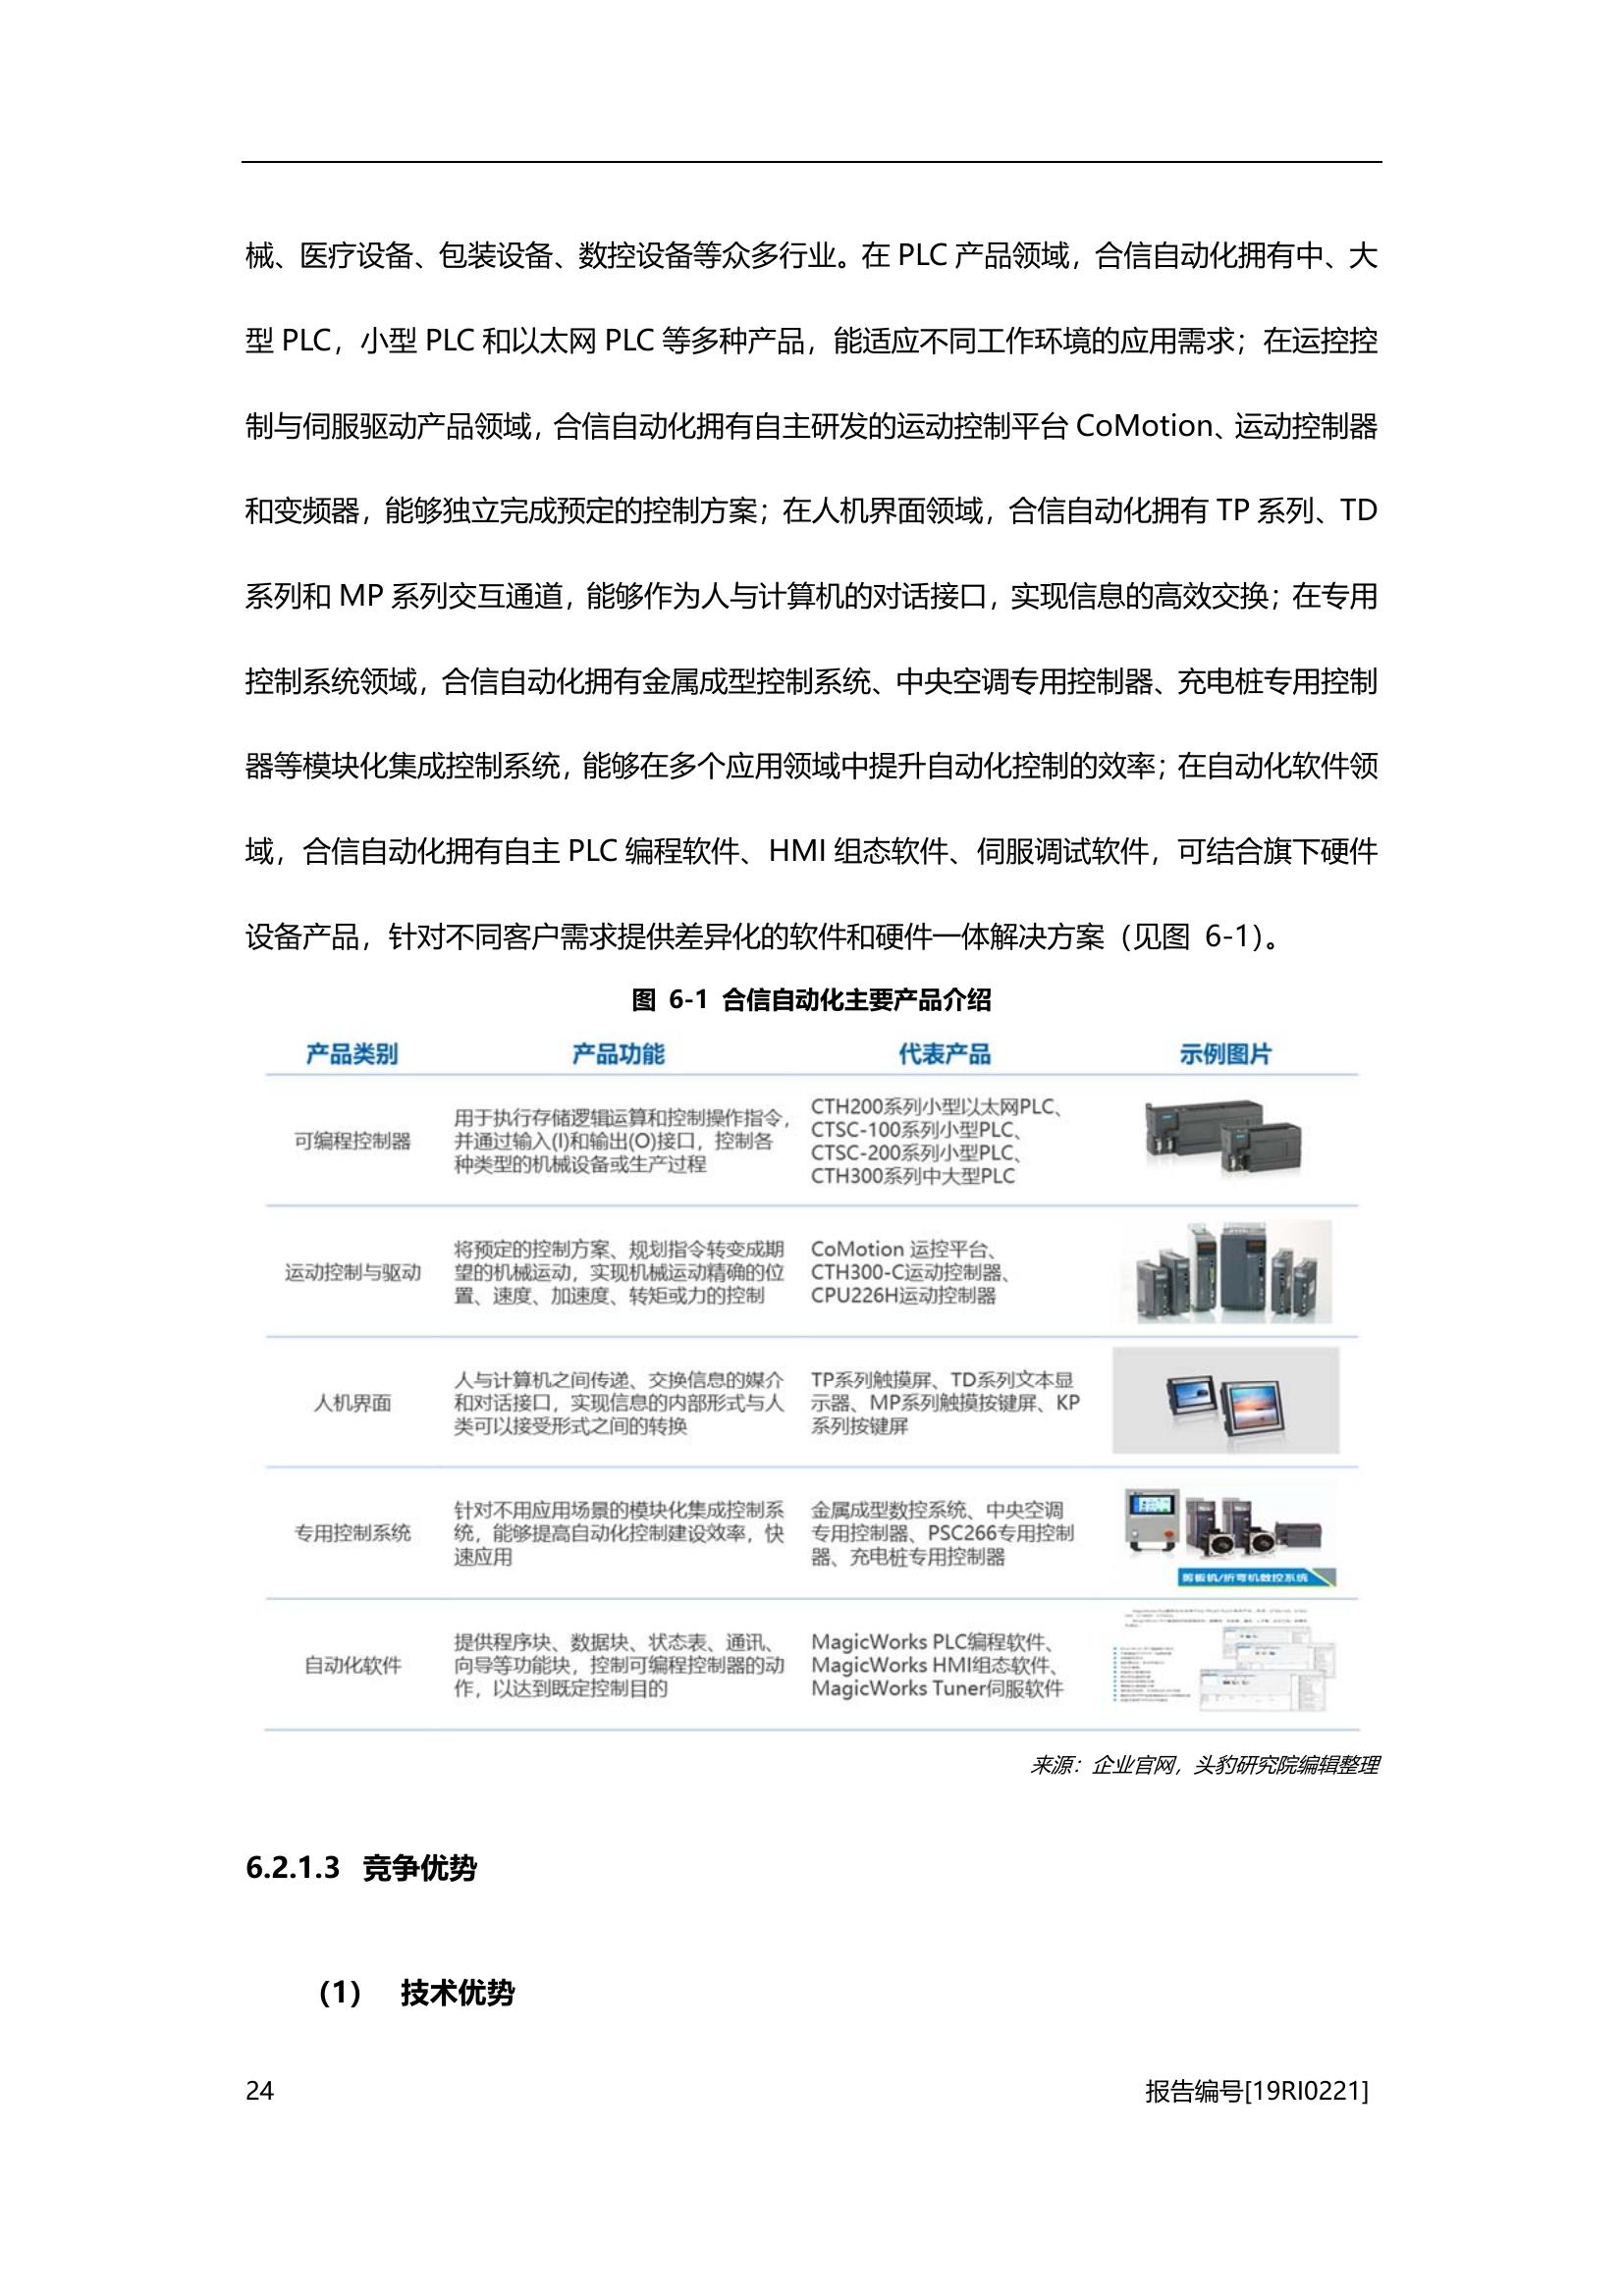 械、医疗设备、包装设备、数控设备等众多行业。在 PLC 产品领域，合信自动化拥有中、大
型 PLC，小型 PLC 和以太网 PLC 等多种产品，能适应不同工作环境的应用需求；在运控控
制与伺服驱动产品领域，合信自动化拥有自主研发的运动控制平台 CoMotion、运动控制器
和变频器，能够独立完成预定的控制方案；在人机界面领域，合信自动化拥有 TP 系列、TD
系列和 MP 系列交互通道，能够作为人与计算机的对话接口，实现信息的高效交换；在专用
控制系统领域，合信自动化拥有金属成型控制系统、中央空调专用控制器、充电桩专用控制
器等模块化集成控制系统，能够在多个应用领域中提升自动化控制的效率；在自动化软件领
域，合信自动化拥有自主 PLC 编程软件、HMI 组态软件、伺服调试软件，可结合旗下硬件
设备产品，针对不同客户需求提供差异化的软件和硬件一体解决方案（见图 6-1）。
图 6-1 合信自动化主要产品介绍
产品类别 产品功能 代表产品 示例图片
可编程控制器
用于执行存储逻辑运算和控制操作指令，
并通过输入(I)和输出(O)接口，控制各
种类型的机械设备或生产过程
CTH200系列小型以太网PLC、
CTSC-100系列小型PLC、
CTSC-200系列小型PLC、
CTH300系列中大型PLC
运动控制与驱动
将预定的控制方案、规划指令转变成期
望的机械运动，实现机械运动精确的位
置、速度、加速度、转矩或力的控制
CoMotion 运控平台、
CTH300-C运动控制器、
CPU226H运动控制器
人机界面
人与计算机之间传递、交换信息的媒介
和对话接口，实现信息的内部形式与人
类可以接受形式之间的转换
TP系列触摸屏、TD系列文本显
示器、MP系列触摸按键屏、KP
系列按键屏
专用控制系统
针对不用应用场景的模块化集成控制系
统，能够提高自动化控制建设效率，快
速应用
金属成型数控系统、中央空调
专用控制器、PSC266专用控制
器、充电桩专用控制器
剪板机/折弯机数控系统
自动化软件
提供程序块、数据块、状态表、通讯、
向导等功能块，控制可编程控制器的动
作，以达到既定控制目的
MagicWorks PLC编程软件、
MagicWorks HMI组态软件、
MagicWorks Tuner伺服软件
来源：企业官网，头豹研究院编辑整理
6.2.1.3 竞争优势
（1） 技术优势
24 报告编号[19RI0221]